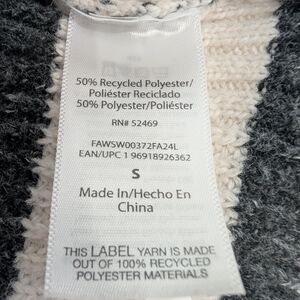 50% Recycled Polyester/
Poliéster Reciclado
50% Polyester/Poliéster
RN# 52469
FAWSW00372FA24L
EAN/UPC 1 96918926362
S
Made In/Hecho En
China
THIS LABEL YARN IS MADE
OUT OF 100% RECYCLED
POLYESTER MATERIALS